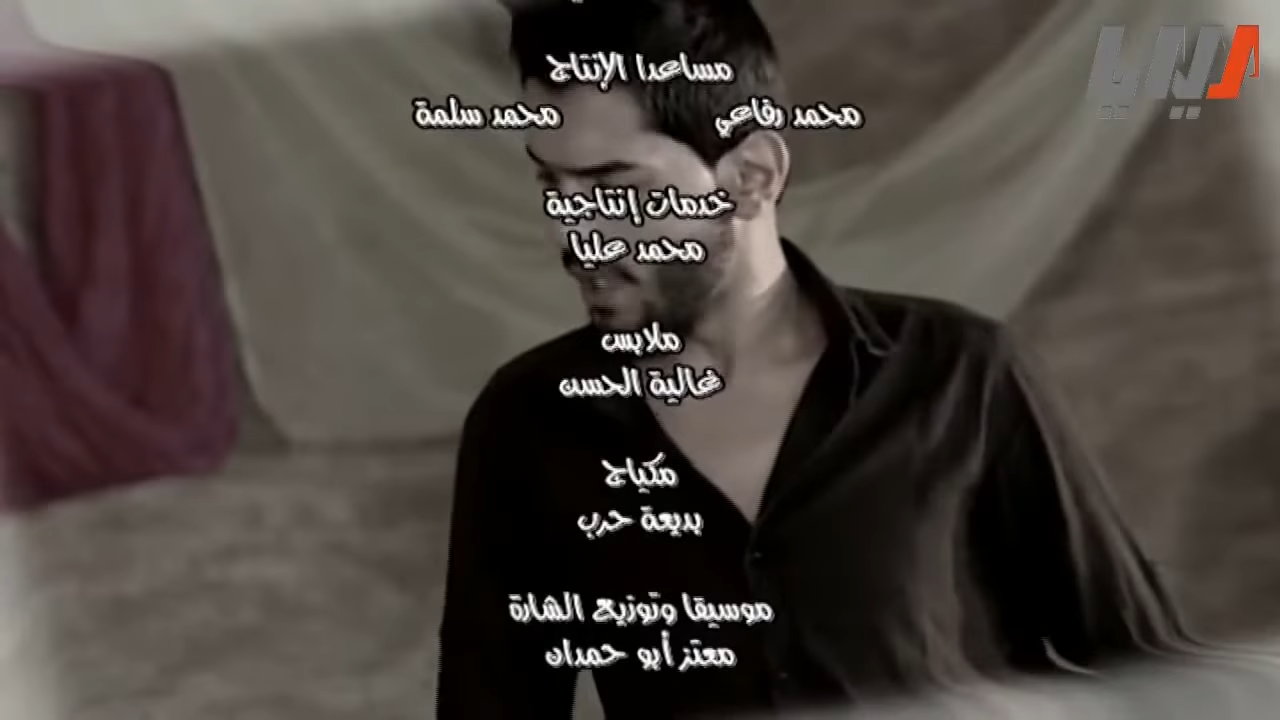 مساعدا الإنتاج
محمد رفاعي محمد سلمة
خدمات إنتاجية
محمد عليا
ملابس
غالية الحسن
مكياج
بديعة حرب
موسيقا وتوزيع الشارة
معتز أبو حمدان